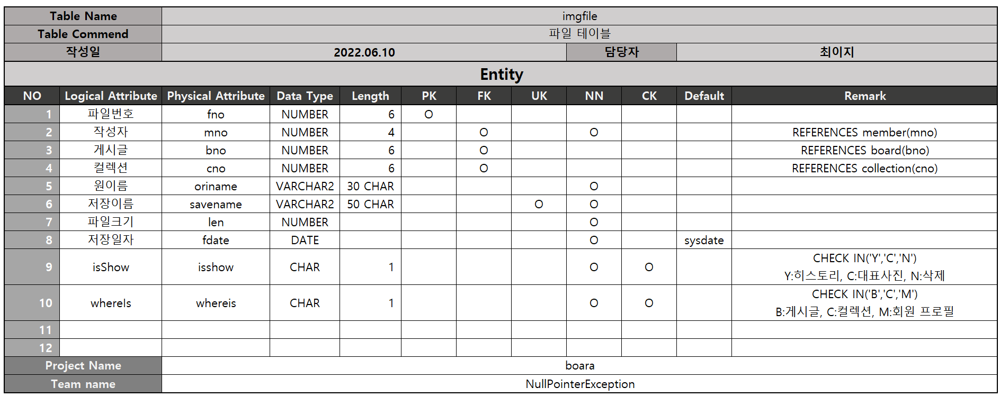 Table Name imgfile
Table Commend 파일 테이블
작성일 2022.06.10 담당자 최이지
Entity
NO Logical Attribute Physical Attribute Data Type Length PK FK UK NN CK Default Remark
1 파일번호 fno NUMBER 6 O
2 작성자 mno NUMBER 4 O O REFERENCES member(mno)
3 게시글 bno NUMBER 6 O REFERENCES board(bno)
4 컬렉션 cno NUMBER 6 O REFERENCES collection(cno)
5 원이름 oriname VARCHAR2 30 CHAR O
6 저장이름 savename VARCHAR2 50 CHAR O O
7 파일크기 len NUMBER O
8 저장일자 fdate DATE O sysdate
9 isShow isshow CHAR 1 O O CHECK IN('Y','C','N')
Y:히스토리, C:대표사진, N:삭제
10 whereIs whereis CHAR 1 O O CHECK IN('B','C','M')
B:게시글, C:컬렉션, M:회원 프로필
11
12
Project Name boara
Team name NullPointerException